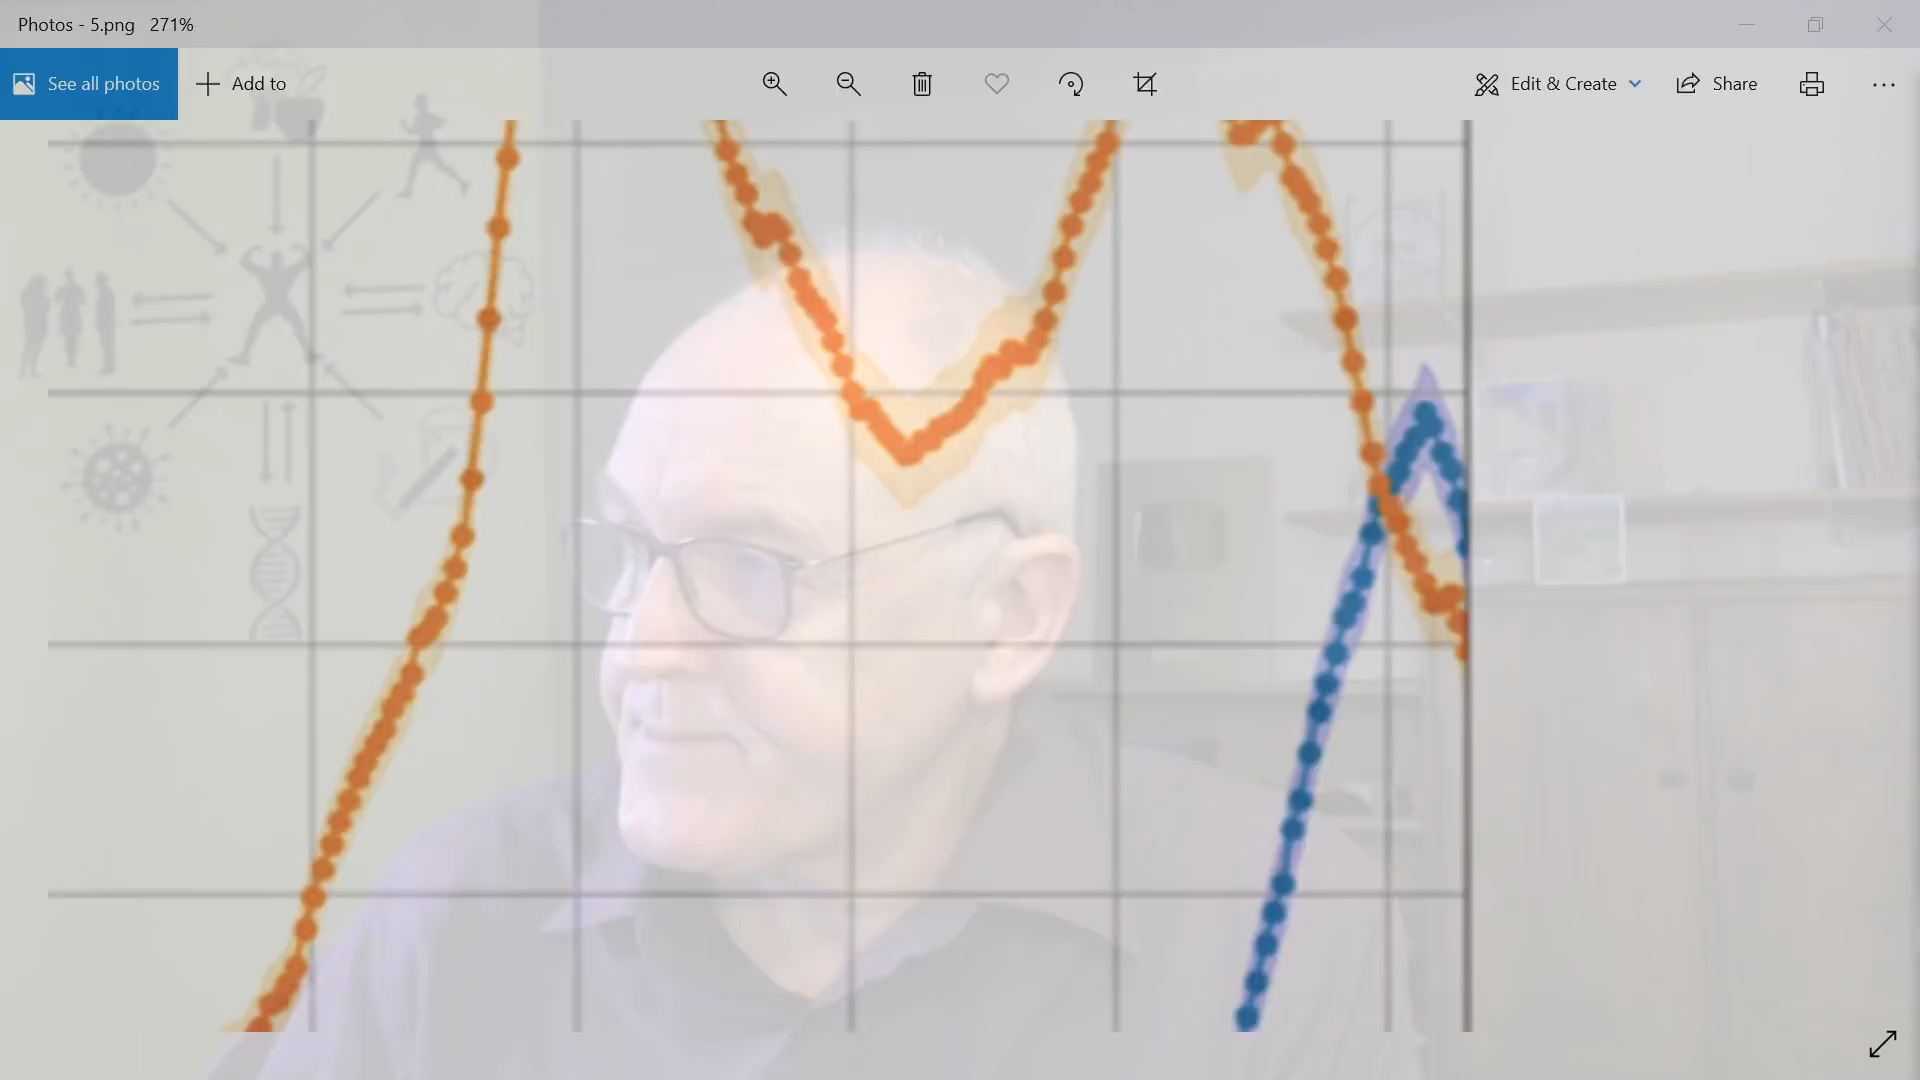 Photos - 5.png 271%
See all photos
Add to
Edit & Create
Share